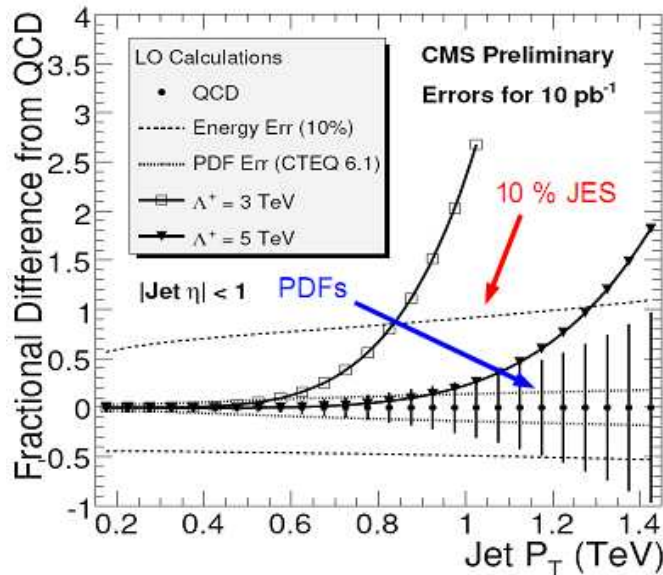 Fractional Difference from QCD
4
3.5
3
2.5
2
1.5
1
0.5
0
-0.5
-1
LO Calculations
QCD
Energy Err (10%)
PDF Err (CTEQ 6.1)
Λ⁺ = 3 TeV
Λ⁺ = 5 TeV
CMS Preliminary
Errors for 10 pb⁻¹
10 % JES
|Jet η| < 1
PDFs
0.2 0.4 0.6 0.8 1 1.2 1.4
Jet P_T (TeV)